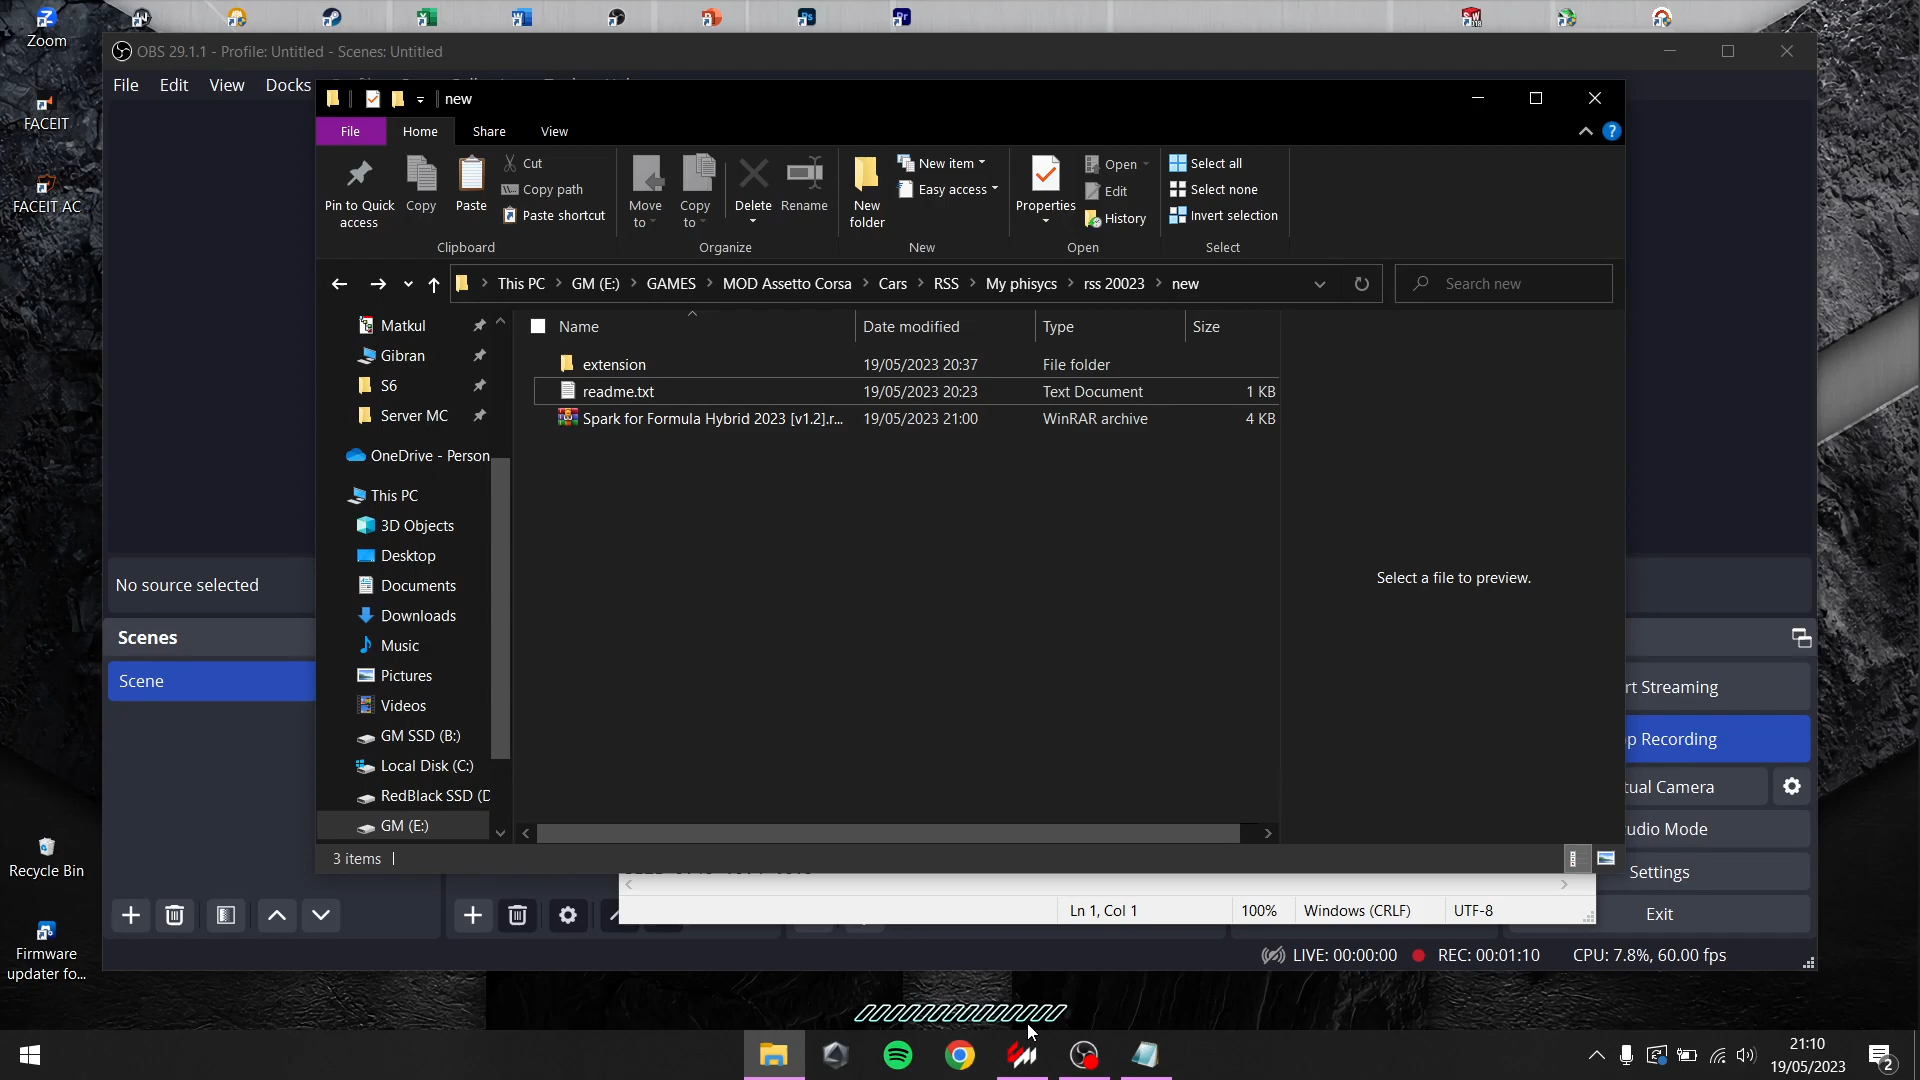 Zoom
OBS 29.1.1 - Profile: Untitled - Scenes: Untitled
File Edit View Docks
FACEIT
FACEIT AC
new
File Home Share View
Pin to Quick access
Copy
Paste
Cut
Copy path
Paste shortcut
Clipboard
Move to
Copy to
Delete
Rename
Organize
New folder
New item
Easy access
New
Properties
Open
Edit
History
Open
Select all
Select none
Invert selection
Select
This PC > GM (E:) > GAMES > MOD Assetto Corsa > Cars > RSS > My phisycs > rss 20023 > new
Search new
Matkul
Gibran
S6
Server MC
OneDrive - Person
This PC
3D Objects
Desktop
Documents
Downloads
Music
Pictures
Videos
GM SSD (B:)
Local Disk (C:)
RedBlack SSD (D
GM (E:)
Name Date modified Type Size
extension 19/05/2023 20:37 File folder
readme.txt 19/05/2023 20:23 Text Document 1 KB
Spark for Formula Hybrid 2023 [v1.2].r... 19/05/2023 21:00 WinRAR archive 4 KB
Select a file to preview.
3 items
No source selected
Scenes
Scene
rt Streaming
p Recording
tual Camera
udio Mode
Settings
Exit
Ln 1, Col 1 100% Windows (CRLF) UTF-8
LIVE: 00:00:00 REC: 00:01:10 CPU: 7.8%, 60.00 fps
Recycle Bin
Firmware
updater fo...
21:10
19/05/2023
2